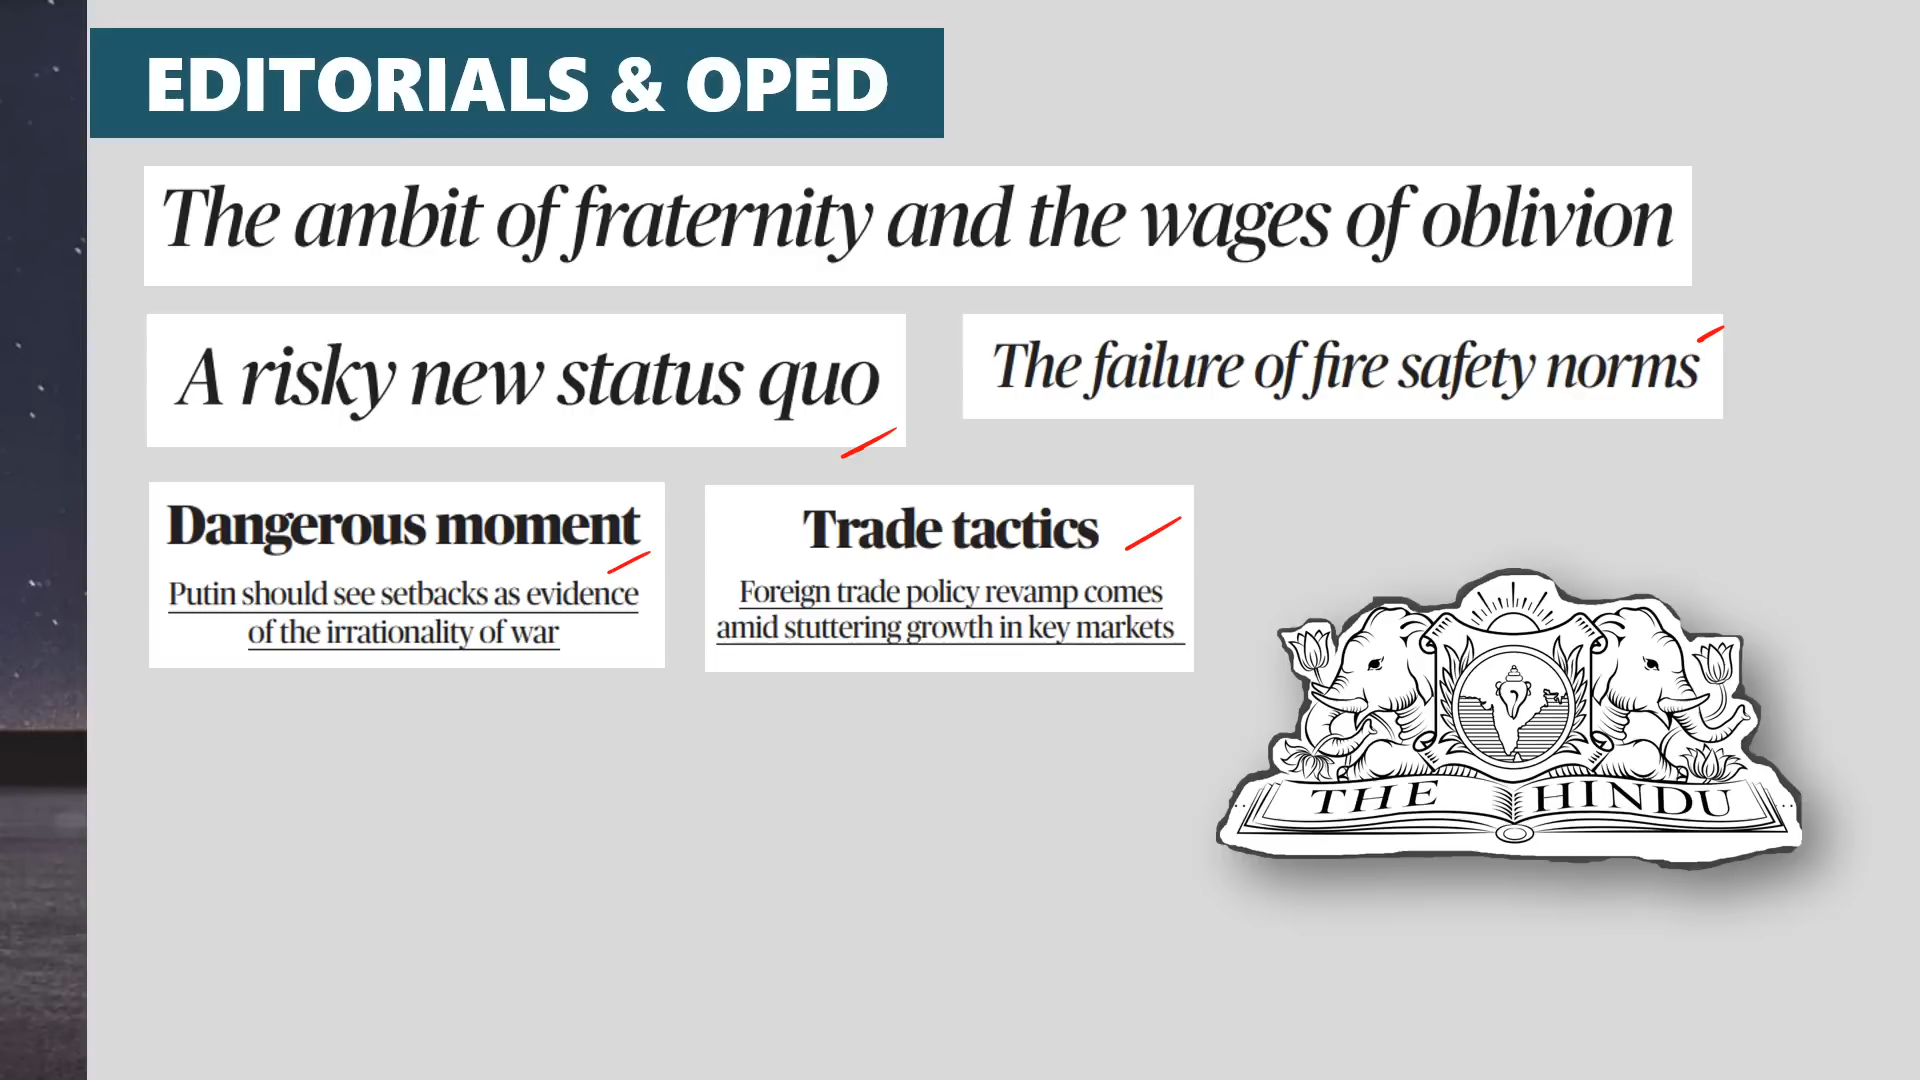 EDITORIALS & OPED
The ambit of fraternity and the wages of oblivion
A risky new status quo
The failure of fire safety norms
Dangerous moment
Putin should see setbacks as evidence
of the irrationality of war
Trade tactics
Foreign trade policy revamp comes
amid stuttering growth in key markets
THE HINDU